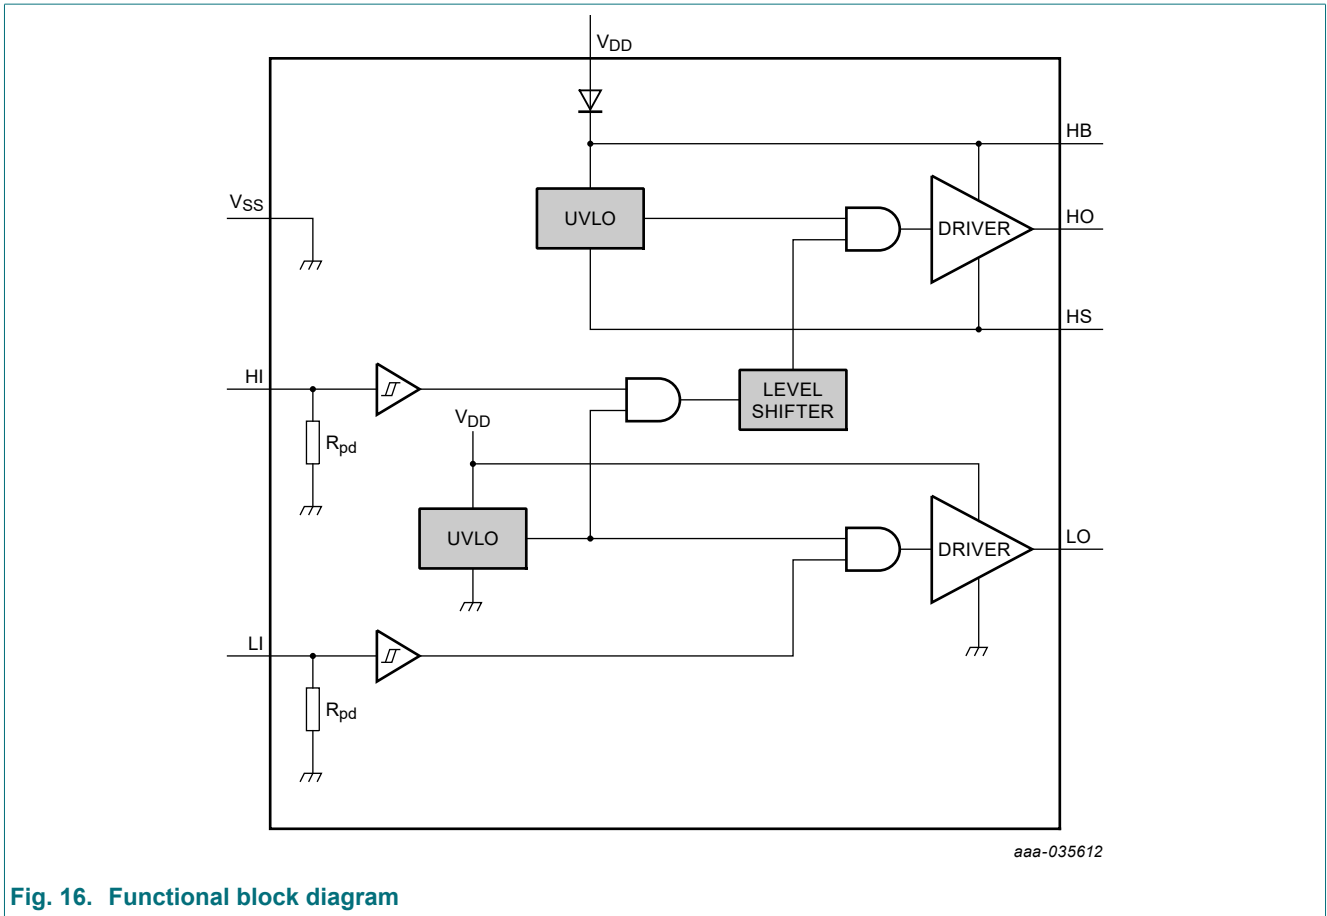 VDD
HB
VSS
UVLO
DRIVER
HO
HS
HI
LEVEL
SHIFTER
VDD
Rpd
UVLO
DRIVER
LO
LI
Rpd
aaa-035612
Fig. 16. Functional block diagram